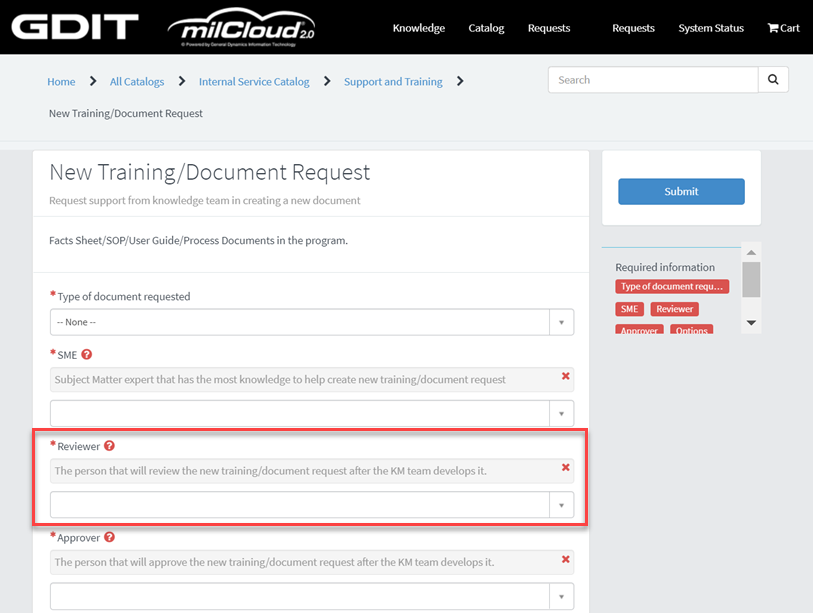 GDIT milCloud 2.0 Knowledge Catalog Requests Requests System Status Cart
© Powered by General Dynamics Information Technology
Home All Catalogs Internal Service Catalog Support and Training Search
New Training/Document Request
New Training/Document Request
Submit
Request support from knowledge team in creating a new document
Facts Sheet/SOP/User Guide/Process Documents in the program.
Required information
Type of document requ...
SME Reviewer
Approver Options
*Type of document requested
-- None --
*SME
Subject Matter expert that has the most knowledge to help create new training/document request
*Reviewer
The person that will review the new training/document request after the KM team develops it.
*Approver
The person that will approve the new training/document request after the KM team develops it.